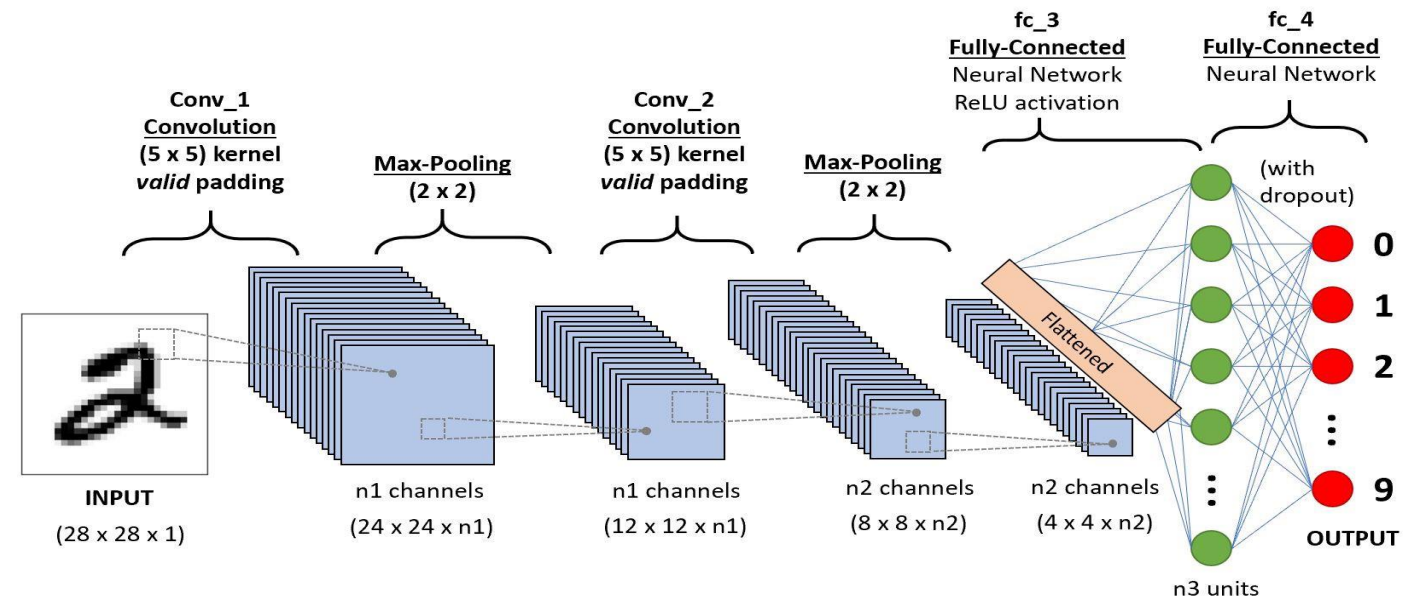 Conv_1
Convolution
(5 x 5) kernel
valid padding
Max-Pooling
(2 x 2)
Conv_2
Convolution
(5 x 5) kernel
valid padding
Max-Pooling
(2 x 2)
fc_3
Fully-Connected
Neural Network
ReLU activation
fc_4
Fully-Connected
Neural Network
(with
dropout)
Flattened
0
1
2
...
9
OUTPUT
...
n3 units
INPUT
(28 x 28 x 1)
n1 channels
(24 x 24 x n1)
n1 channels
(12 x 12 x n1)
n2 channels
(8 x 8 x n2)
n2 channels
(4 x 4 x n2)
2